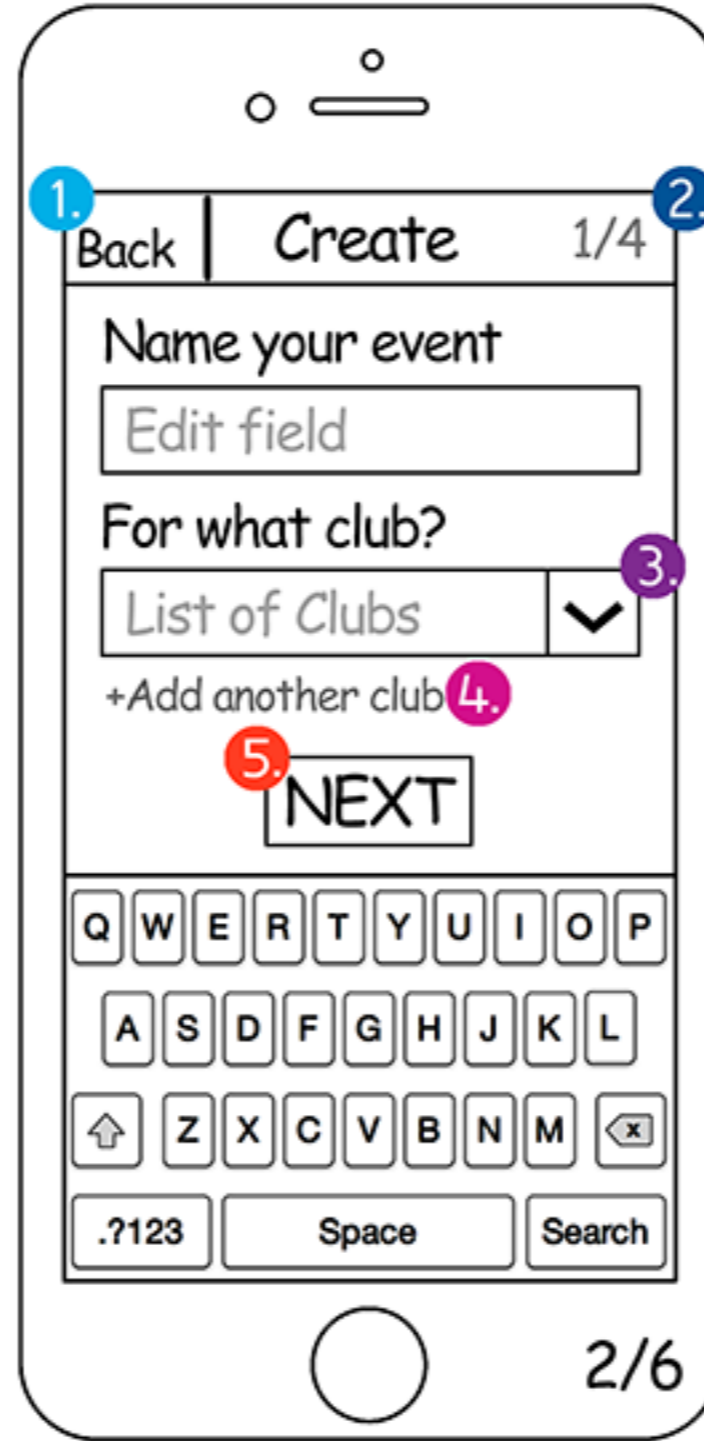 1. 2.
Back Create 1/4
Name your event
Edit field
For what club?
3.
List of Clubs
+Add another club 4.
5.
NEXT
Q W E R T Y U I O P
A S D F G H J K L
Z X C V B N M x
.?123 Space Search
2/6